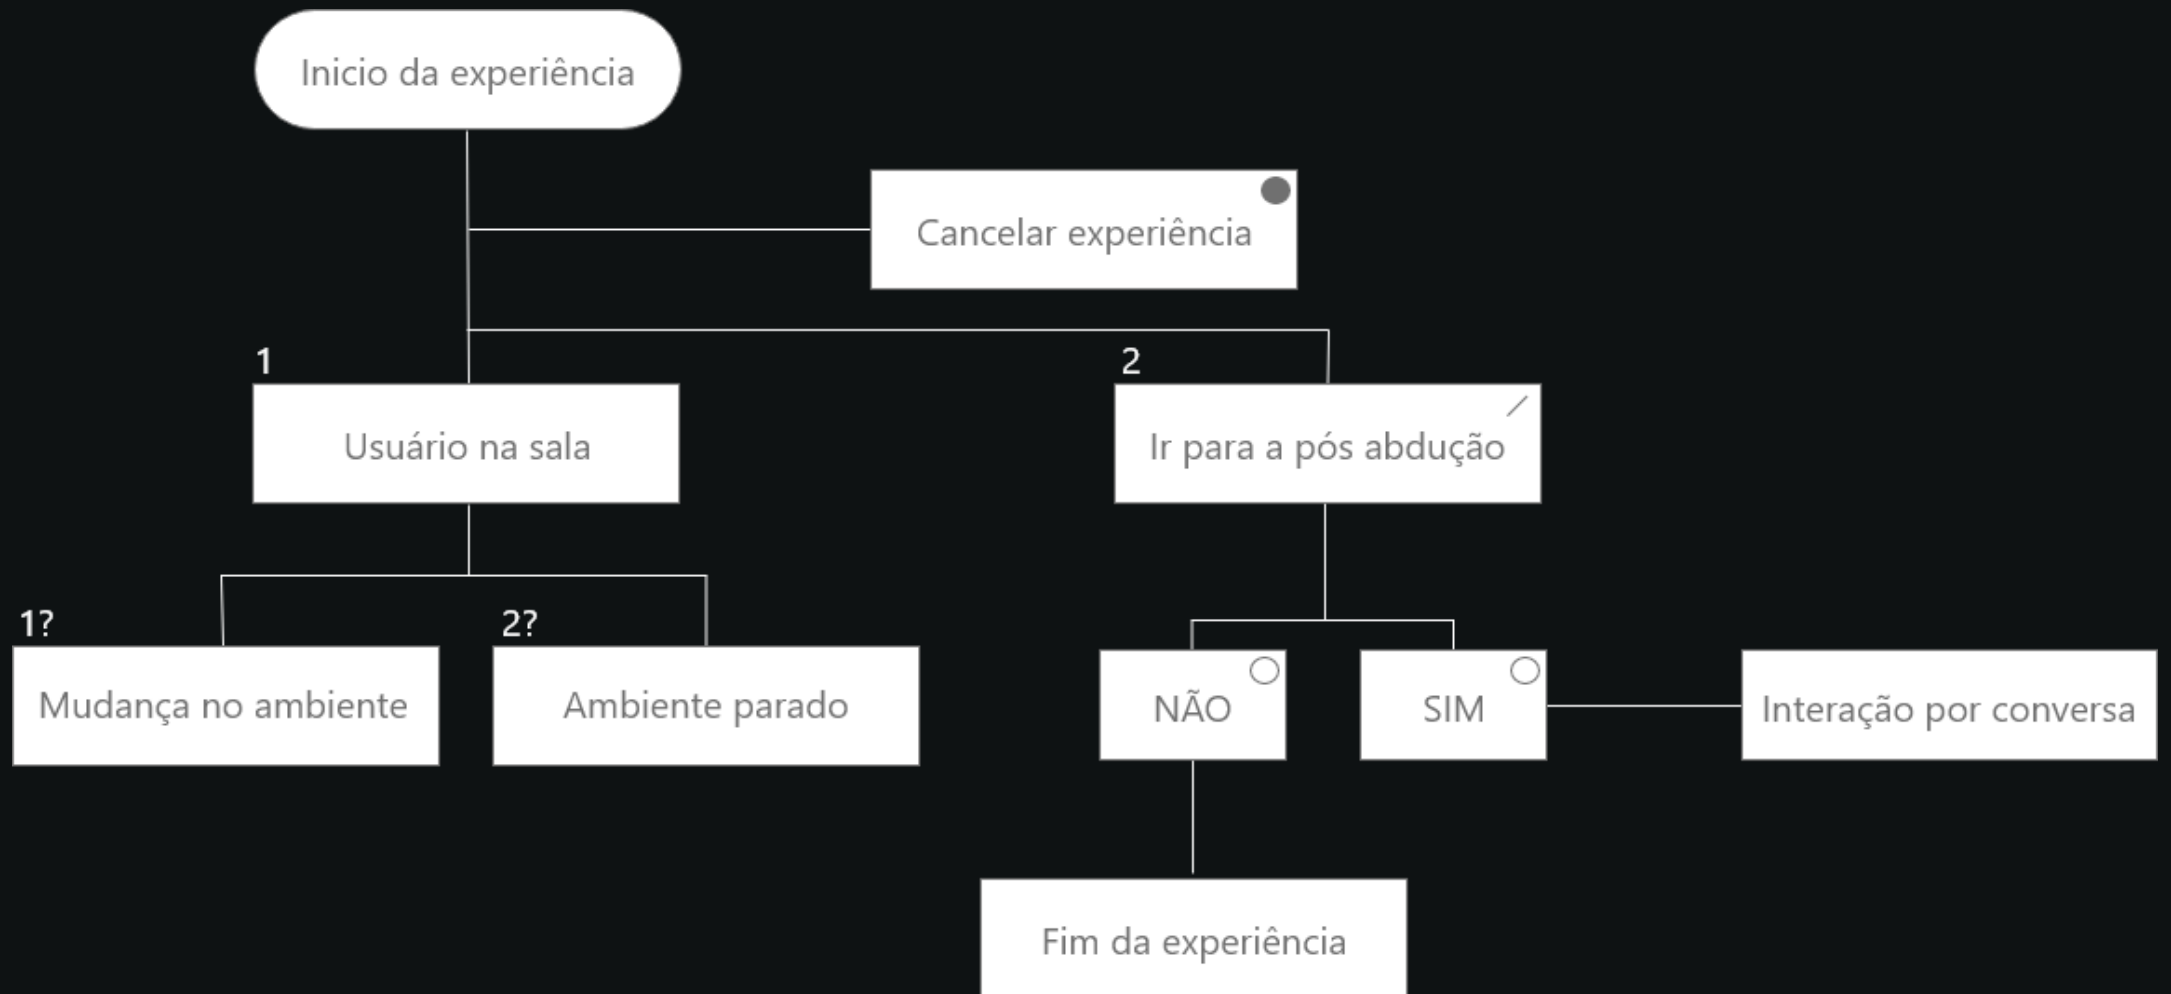 Inicio da experiência
Cancelar experiência
1
2
Usuário na sala
Ir para a pós abdução
1?
2?
Mudança no ambiente
Ambiente parado
NÃO
SIM
Interação por conversa
Fim da experiência